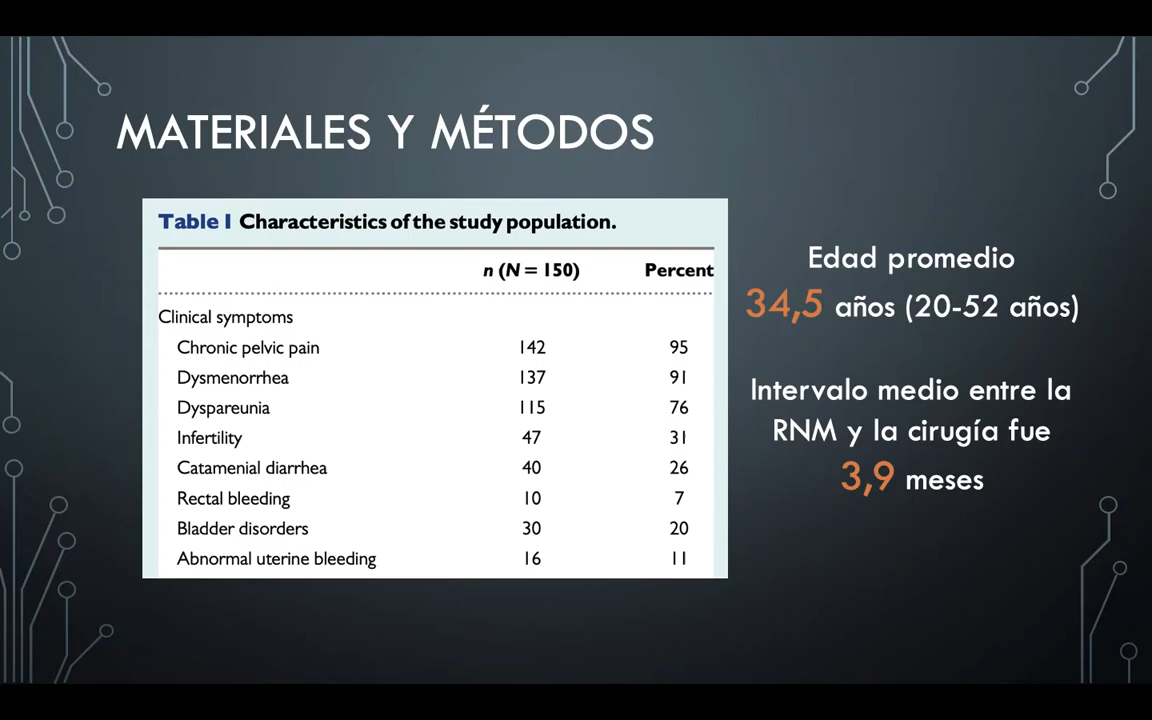 MATERIALES Y MÉTODOS
Table I Characteristics of the study population.
n (N = 150) Percent
Clinical symptoms
Chronic pelvic pain 142 95
Dysmenorrhea 137 91
Dyspareunia 115 76
Infertility 47 31
Catamenial diarrhea 40 26
Rectal bleeding 10 7
Bladder disorders 30 20
Abnormal uterine bleeding 16 11
Edad promedio
34,5 años (20-52 años)
Intervalo medio entre la
RNM y la cirugía fue
3,9 meses